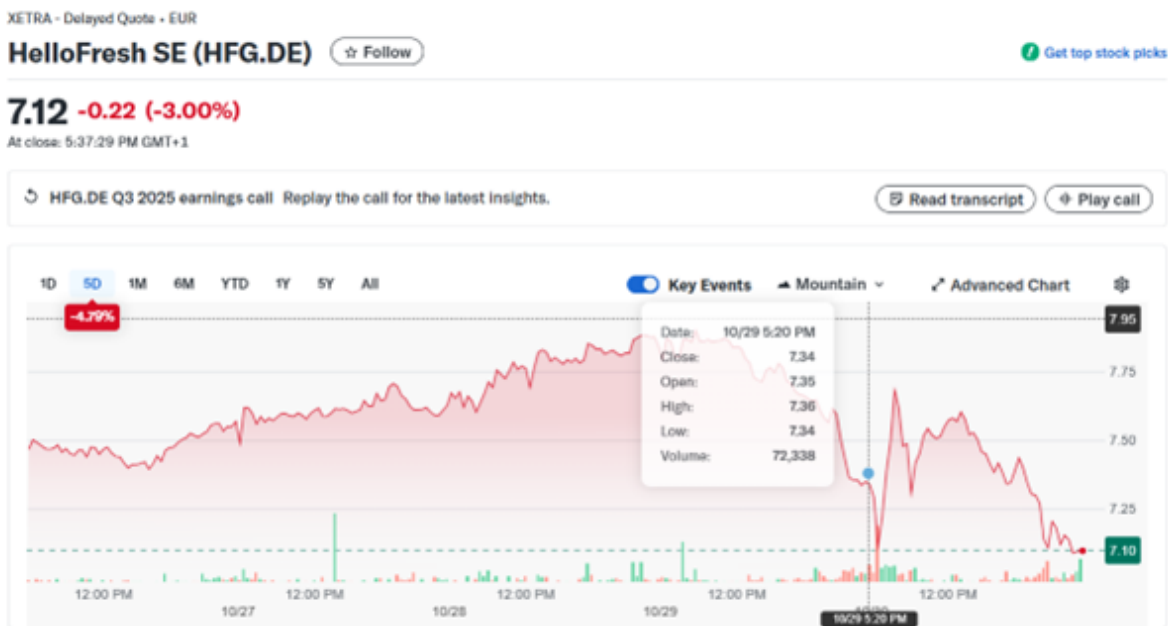 XETRA - Delayed Quote • EUR
HelloFresh SE (HFG.DE) ☆ Follow
Get top stock picks
7.12 -0.22 (-3.00%)
At close: 5:37:29 PM GMT+1
HFG.DE Q3 2025 earnings call Replay the call for the latest insights.
Read transcript
Play call
1D 5D 1M 6M YTD 1Y 5Y All
Key Events Mountain Advanced Chart
-4.79%
7.95
Date: 10/29 5:20 PM
Close: 7.34
Open: 7.35
High: 7.36
Low: 7.34
Volume: 72,338
7.75
7.50
7.25
7.10
12:00 PM 12:00 PM 12:00 PM 12:00 PM 12:00 PM
10/27 10/28 10/29
10/29 5:20 PM